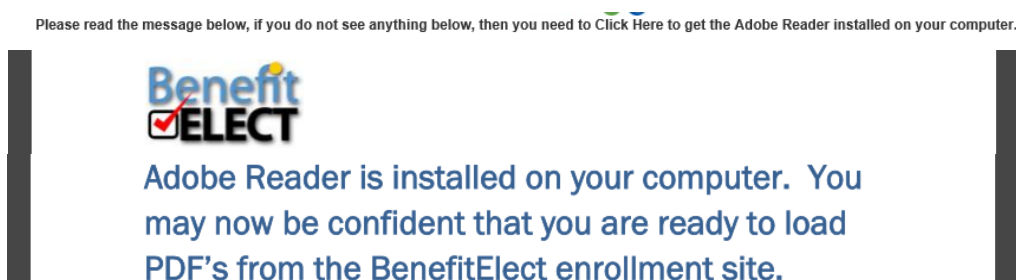 Please read the message below, if you do not see anything below, then you need to Click Here to get the Adobe Reader installed on your computer.
Benefit
ELECT
Adobe Reader is installed on your computer. You
may now be confident that you are ready to load
PDF's from the BenefitElect enrollment site.